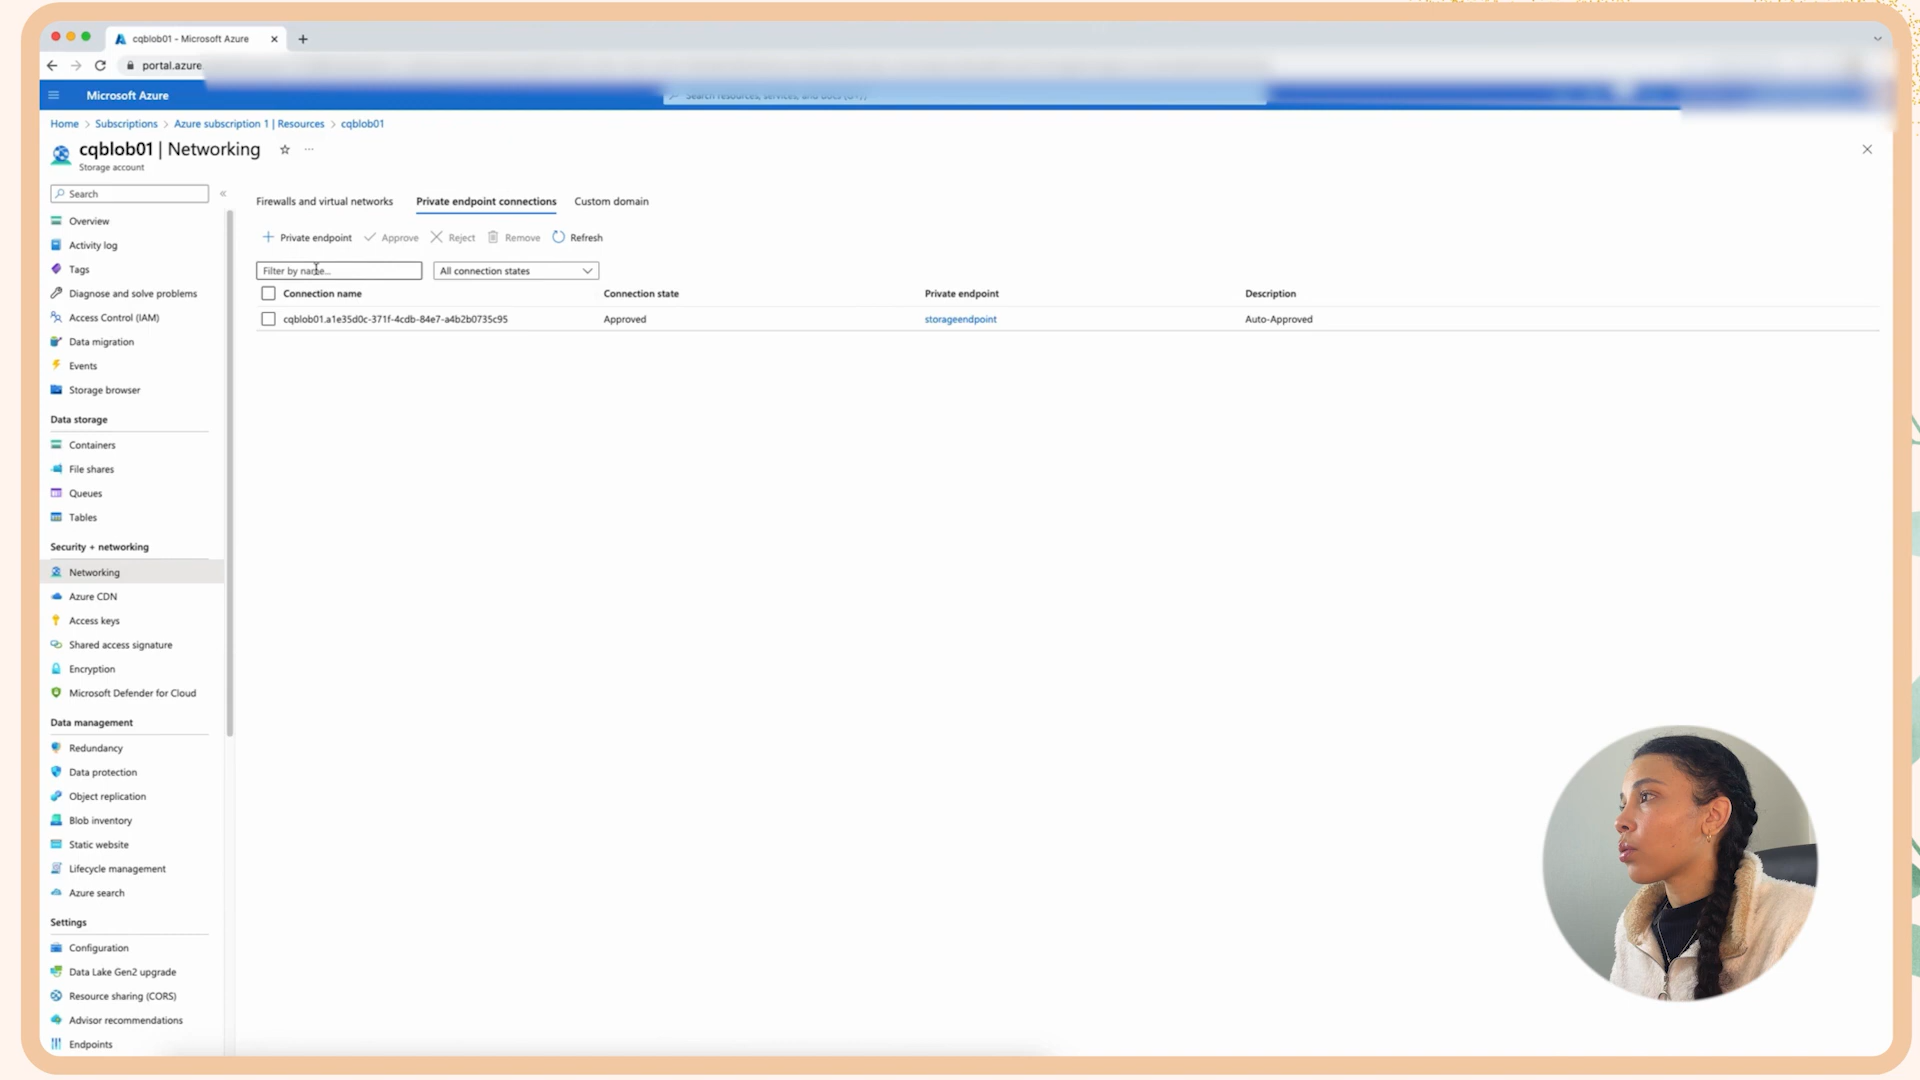 cqblob01 - Microsoft Azure
portal.azure
Microsoft Azure
Search resources, services, and docs (G+/)
Home > Subscriptions > Azure subscription 1 | Resources > cqblob01
cqblob01 | Networking
Storage account
Search
Overview
Activity log
Tags
Diagnose and solve problems
Access Control (IAM)
Data migration
Events
Storage browser
Data storage
Containers
File shares
Queues
Tables
Security + networking
Networking
Azure CDN
Access keys
Shared access signature
Encryption
Microsoft Defender for Cloud
Data management
Redundancy
Data protection
Object replication
Blob inventory
Static website
Lifecycle management
Azure search
Settings
Configuration
Data Lake Gen2 upgrade
Resource sharing (CORS)
Advisor recommendations
Endpoints
Firewalls and virtual networks Private endpoint connections Custom domain
Private endpoint Approve Reject Remove Refresh
Filter by name... All connection states
Connection name Connection state Private endpoint Description
cqblob01.a1e35d0c-371f-4cdb-84e7-a4b2b0735c95 Approved storageendpoint Auto-Approved